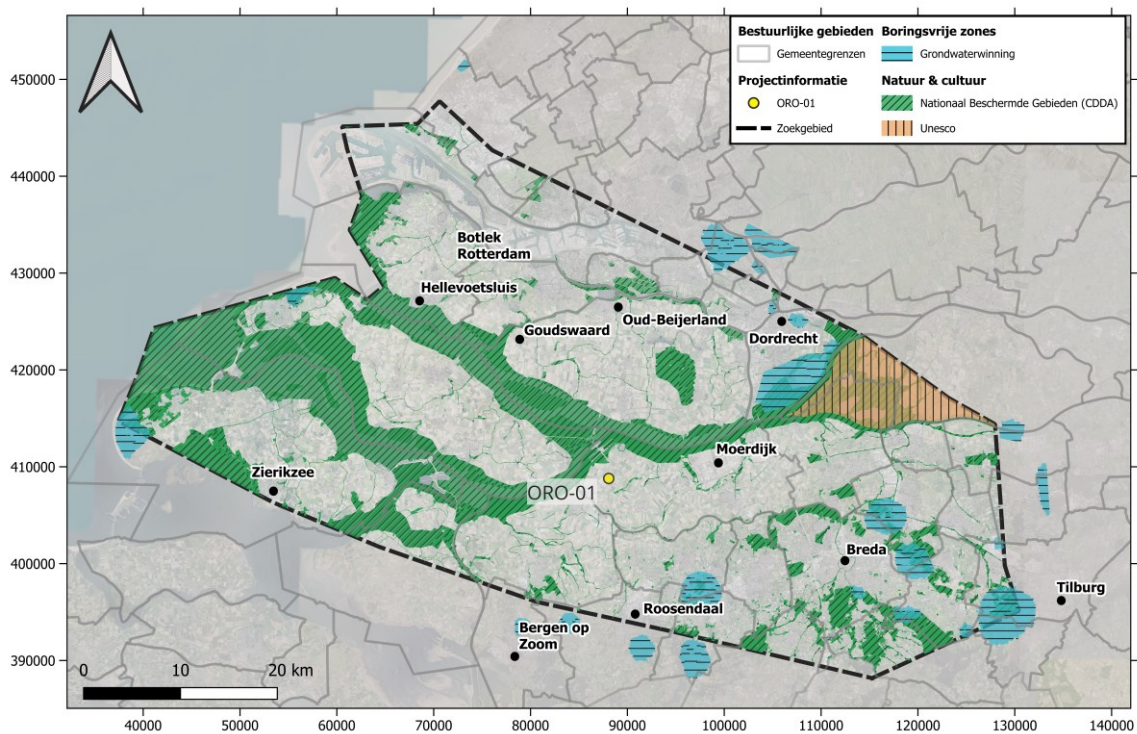 Bestuurlijke gebieden
Gemeentegrenzen
Projectinformatie
ORO-01
Zoekgebied
Boringsvrije zones
Grondwaterwinning
Natuur & cultuur
Nationaal Beschermde Gebieden (CDDA)
Unesco
450000
440000
430000
420000
410000
400000
390000
Botlek
Rotterdam
Hellevoetsluis
Oud-Beijerland
Goudswaard
Dordrecht
Moerdijk
Zierikzee
ORO-01
Breda
Tilburg
Roosendaal
Bergen op
Zoom
0 10 20 km
40000 50000 60000 70000 80000 90000 100000 110000 120000 130000 140000